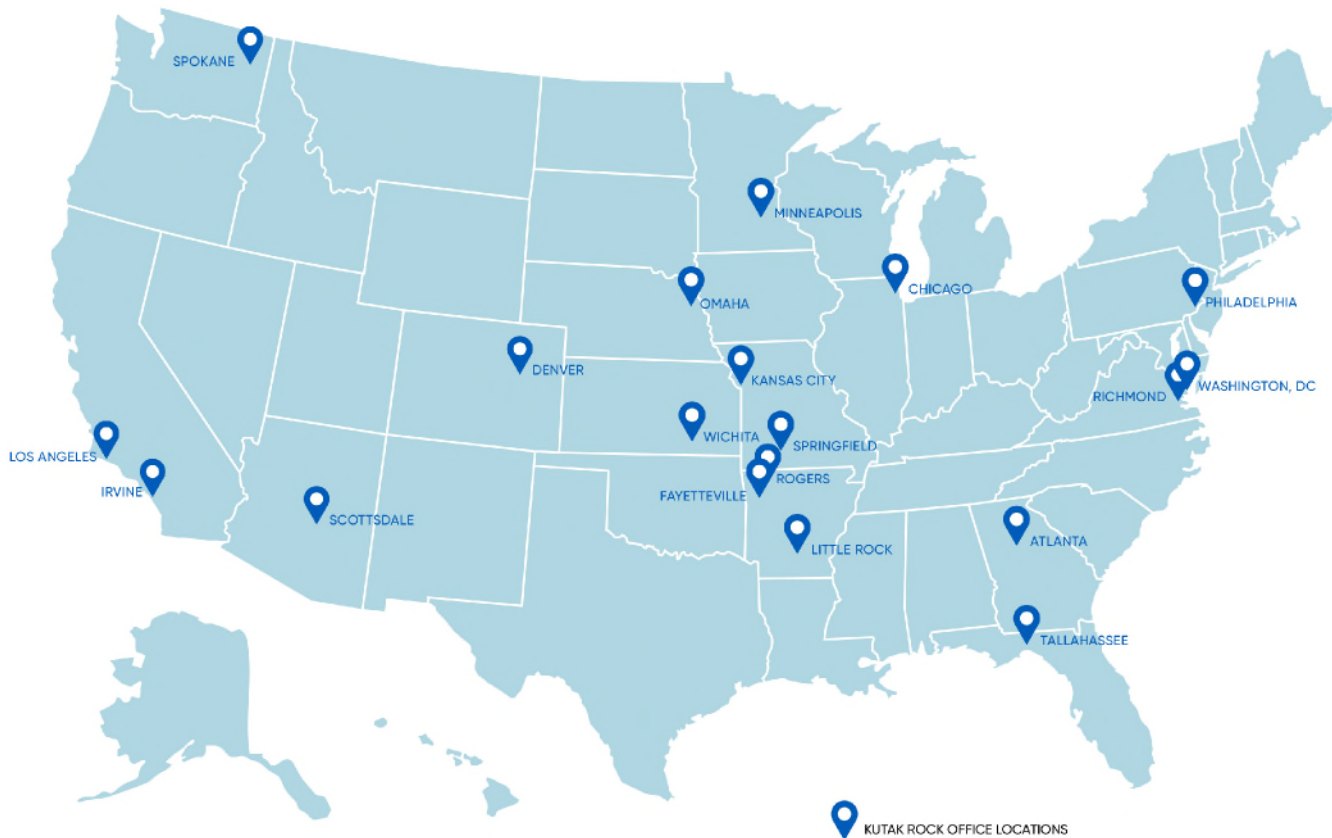 SPOKANE
MINNEAPOLIS
CHICAGO
OMAHA
PHILADELPHIA
DENVER
KANSAS CITY
WASHINGTON, DC
RICHMOND
WICHITA
SPRINGFIELD
LOS ANGELES
ROGERS
IRVINE
FAYETTEVILLE
SCOTTSDALE
ATLANTA
LITTLE ROCK
TALLAHASSEE
KUTAK ROCK OFFICE LOCATIONS